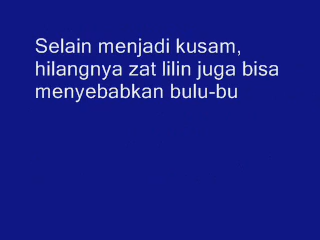 Selain menjadi kusam,
hilangnya zat lilin juga bisa
menyebabkan bulu-bu